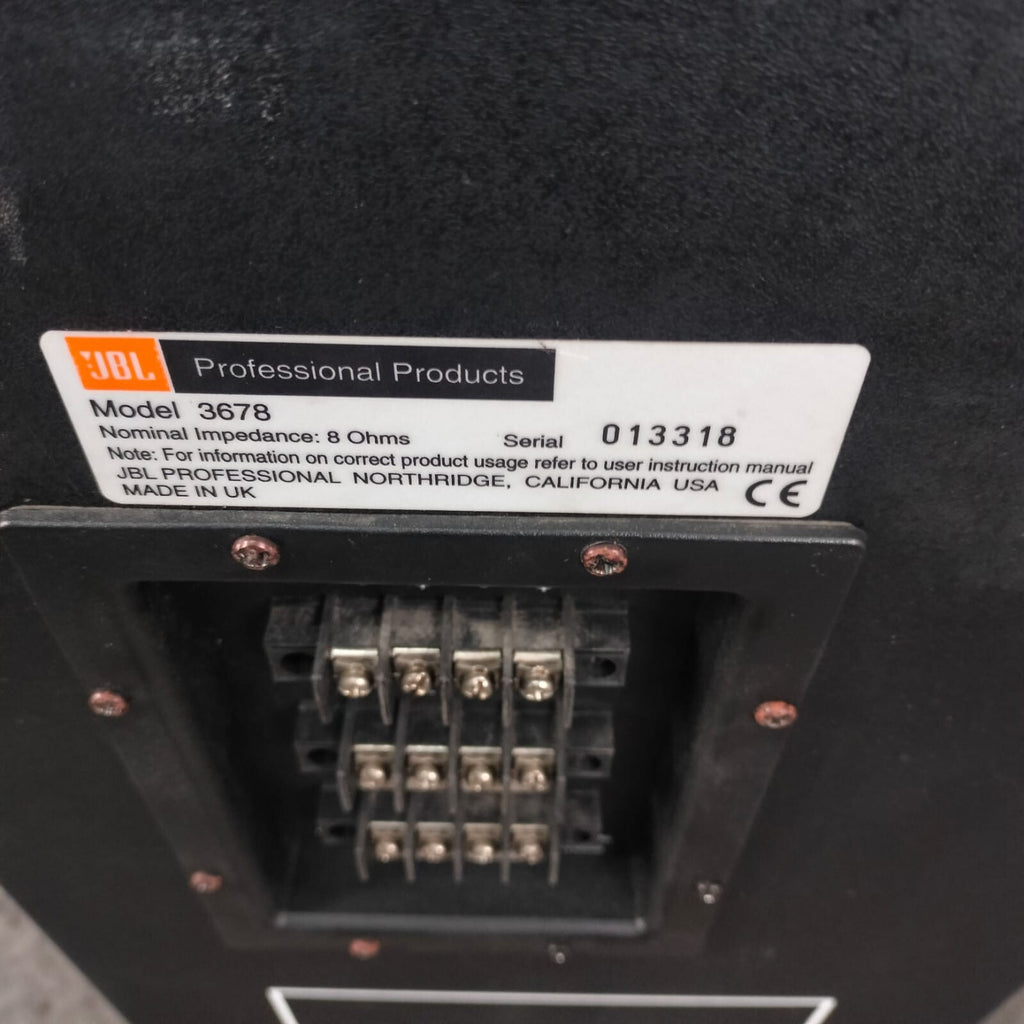 JBL Professional Products
Model 3678
Nominal Impedance: 8 Ohms Serial 013318
Note: For information on correct product usage refer to user instruction manual
JBL PROFESSIONAL NORTHRIDGE, CALIFORNIA USA CE
MADE IN UK